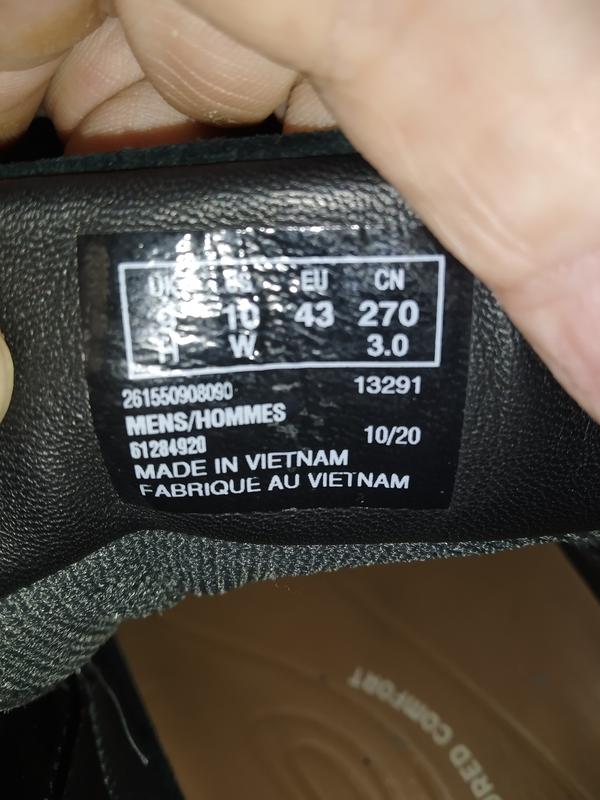 UK US EU CN
9 10 43 270
H W 3.0
261550908090 13291
MENS/HOMMES
61284920 10/20
MADE IN VIETNAM
FABRIQUE AU VIETNAM
COMFORT